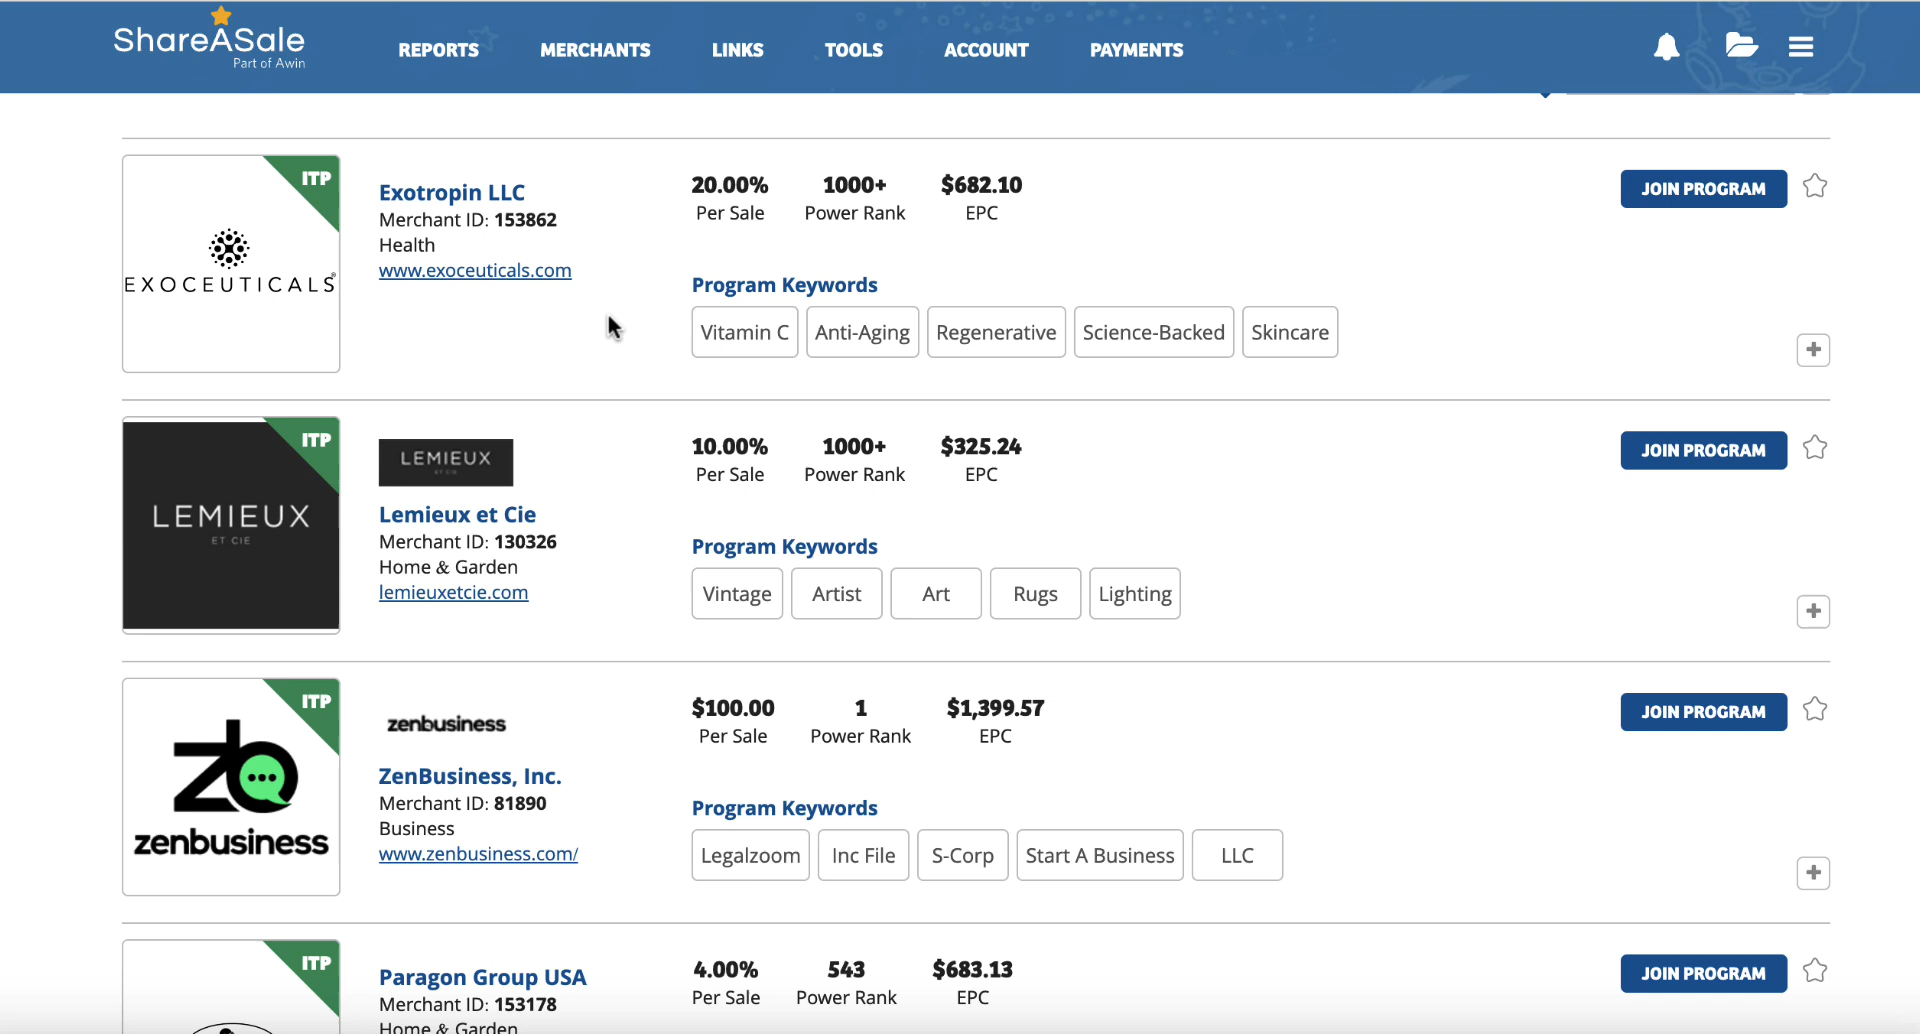 ShareASale
Part of Awin
REPORTS MERCHANTS LINKS TOOLS ACCOUNT PAYMENTS
ITP
EXOCEUTICALS®
Exotropin LLC
Merchant ID: 153862
Health
www.exoceuticals.com
20.00% 1000+ $682.10
Per Sale Power Rank EPC
Program Keywords
Vitamin C Anti-Aging Regenerative Science-Backed Skincare
JOIN PROGRAM
ITP
LEMIEUX
ET CIE
LEMIEUX
ET CIE
Lemieux et Cie
Merchant ID: 130326
Home & Garden
lemieuxetcie.com
10.00% 1000+ $325.24
Per Sale Power Rank EPC
Program Keywords
Vintage Artist Art Rugs Lighting
JOIN PROGRAM
ITP
zb
zenbusiness
zenbusiness
ZenBusiness, Inc.
Merchant ID: 81890
Business
www.zenbusiness.com/
$100.00 1 $1,399.57
Per Sale Power Rank EPC
Program Keywords
Legalzoom Inc File S-Corp Start A Business LLC
JOIN PROGRAM
ITP
Paragon Group USA
Merchant ID: 153178
Home & Garden
4.00% 543 $683.13
Per Sale Power Rank EPC
JOIN PROGRAM